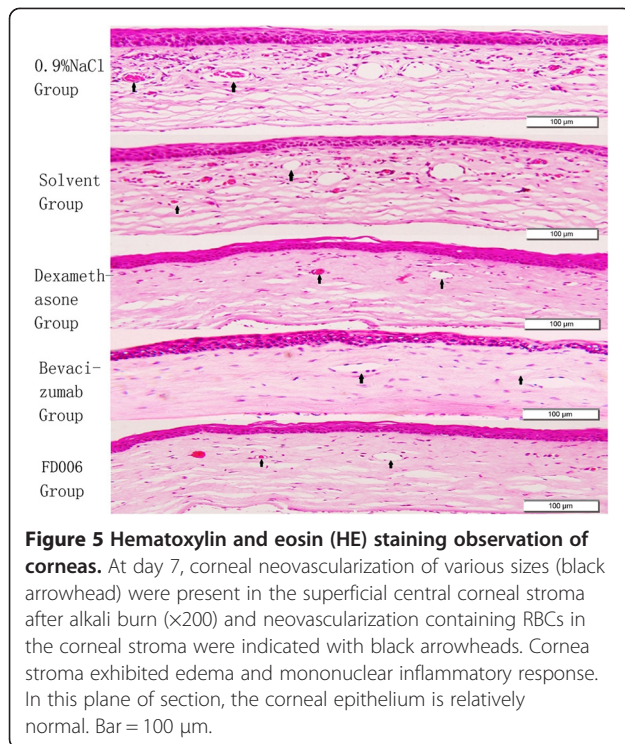 0.9%NaCl
Group
100 μm
Solvent
Group
100 μm
Dexameth-
asone
Group
100 μm
Bevaci-
zumab
Group
100 μm
FD006
Group
100 μm
Figure 5 Hematoxylin and eosin (HE) staining observation of
corneas. At day 7, corneal neovascularization of various sizes (black
arrowhead) were present in the superficial central corneal stroma
after alkali burn (×200) and neovascularization containing RBCs in
the corneal stroma were indicated with black arrowheads. Cornea
stroma exhibited edema and mononuclear inflammatory response.
In this plane of section, the corneal epithelium is relatively
normal. Bar = 100 μm.